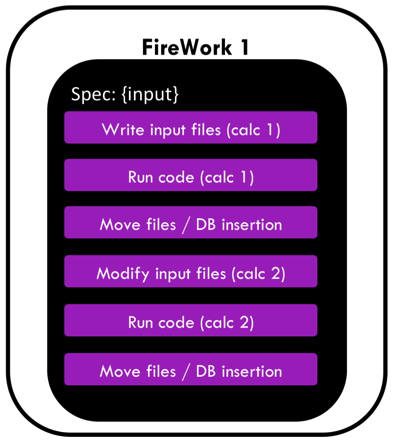 FireWork 1
Spec: {input}
Write input files (calc 1)
Run code (calc 1)
Move files / DB insertion
Modify input files (calc 2)
Run code (calc 2)
Move files / DB insertion